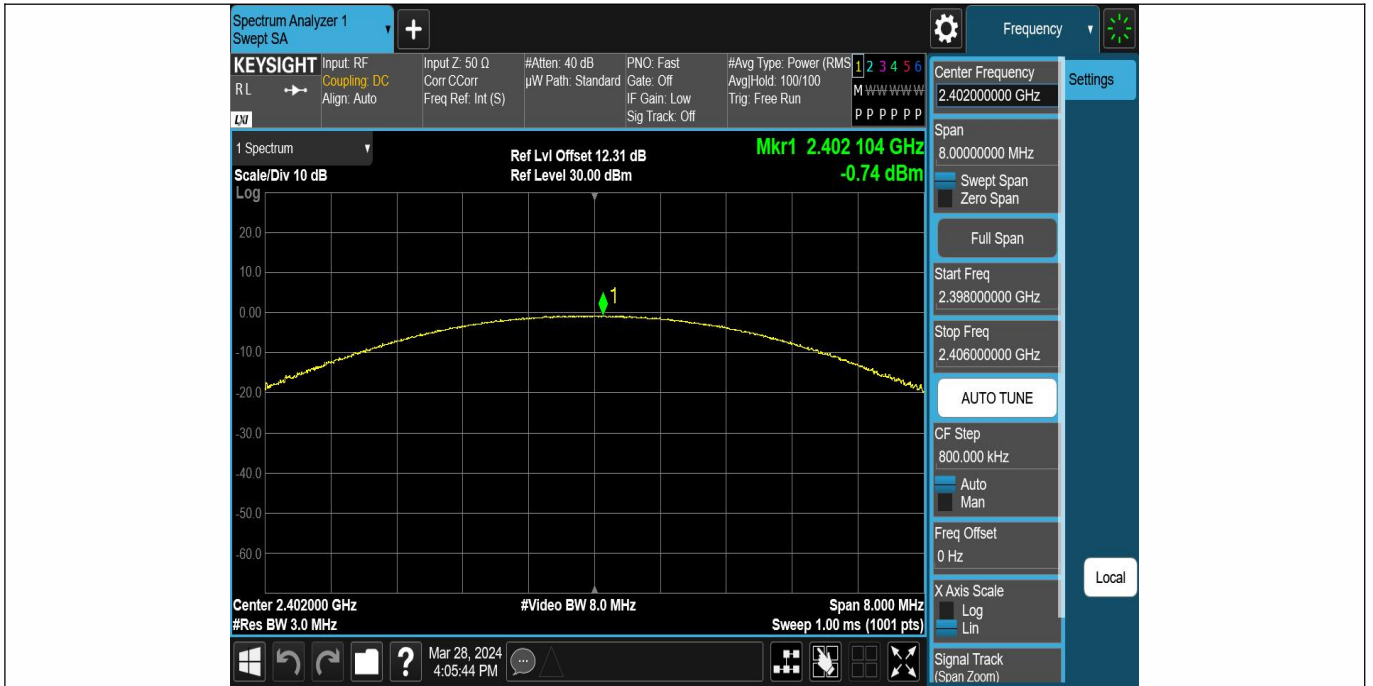 Spectrum Analyzer 1
Swept SA
+
Frequency
KEYSIGHT
R L
LXI
Input: RF
Coupling: DC
Align: Auto
Input Z: 50 Ω
Corr CCorr
Freq Ref: Int (S)
#Atten: 40 dB
µW Path: Standard
PNO: Fast
Gate: Off
IF Gain: Low
Sig Track: Off
#Avg Type: Power (RMS
Avg|Hold: 100/100
Trig: Free Run
1 2 3 4 5 6
M W W W W W
P P P P P P
1 Spectrum
Scale/Div 10 dB
Log
Ref Lvl Offset 12.31 dB
Ref Level 30.00 dBm
Mkr1 2.402 104 GHz
-0.74 dBm
20.0
10.0
0.00
-10.0
-20.0
-30.0
-40.0
-50.0
-60.0
1
Center 2.402000 GHz
#Res BW 3.0 MHz
#Video BW 8.0 MHz
Span 8.000 MHz
Sweep 1.00 ms (1001 pts)
?
Mar 28, 2024
4:05:44 PM
Center Frequency
2.402000000 GHz
Settings
Span
8.00000000 MHz
Swept Span
Zero Span
Full Span
Start Freq
2.398000000 GHz
Stop Freq
2.406000000 GHz
AUTO TUNE
CF Step
800.000 kHz
Auto
Man
Freq Offset
0 Hz
X Axis Scale
Log
Lin
Local
Signal Track
(Span Zoom)